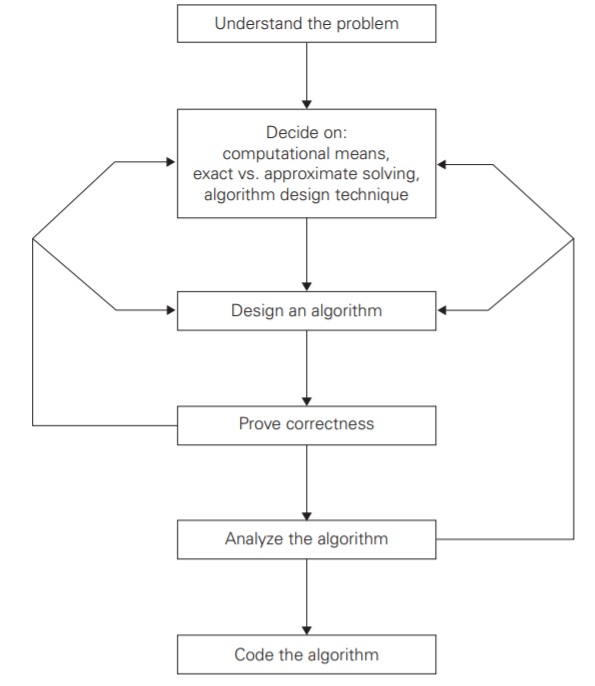 Understand the problem
Decide on:
computational means,
exact vs. approximate solving,
algorithm design technique
Design an algorithm
Prove correctness
Analyze the algorithm
Code the algorithm